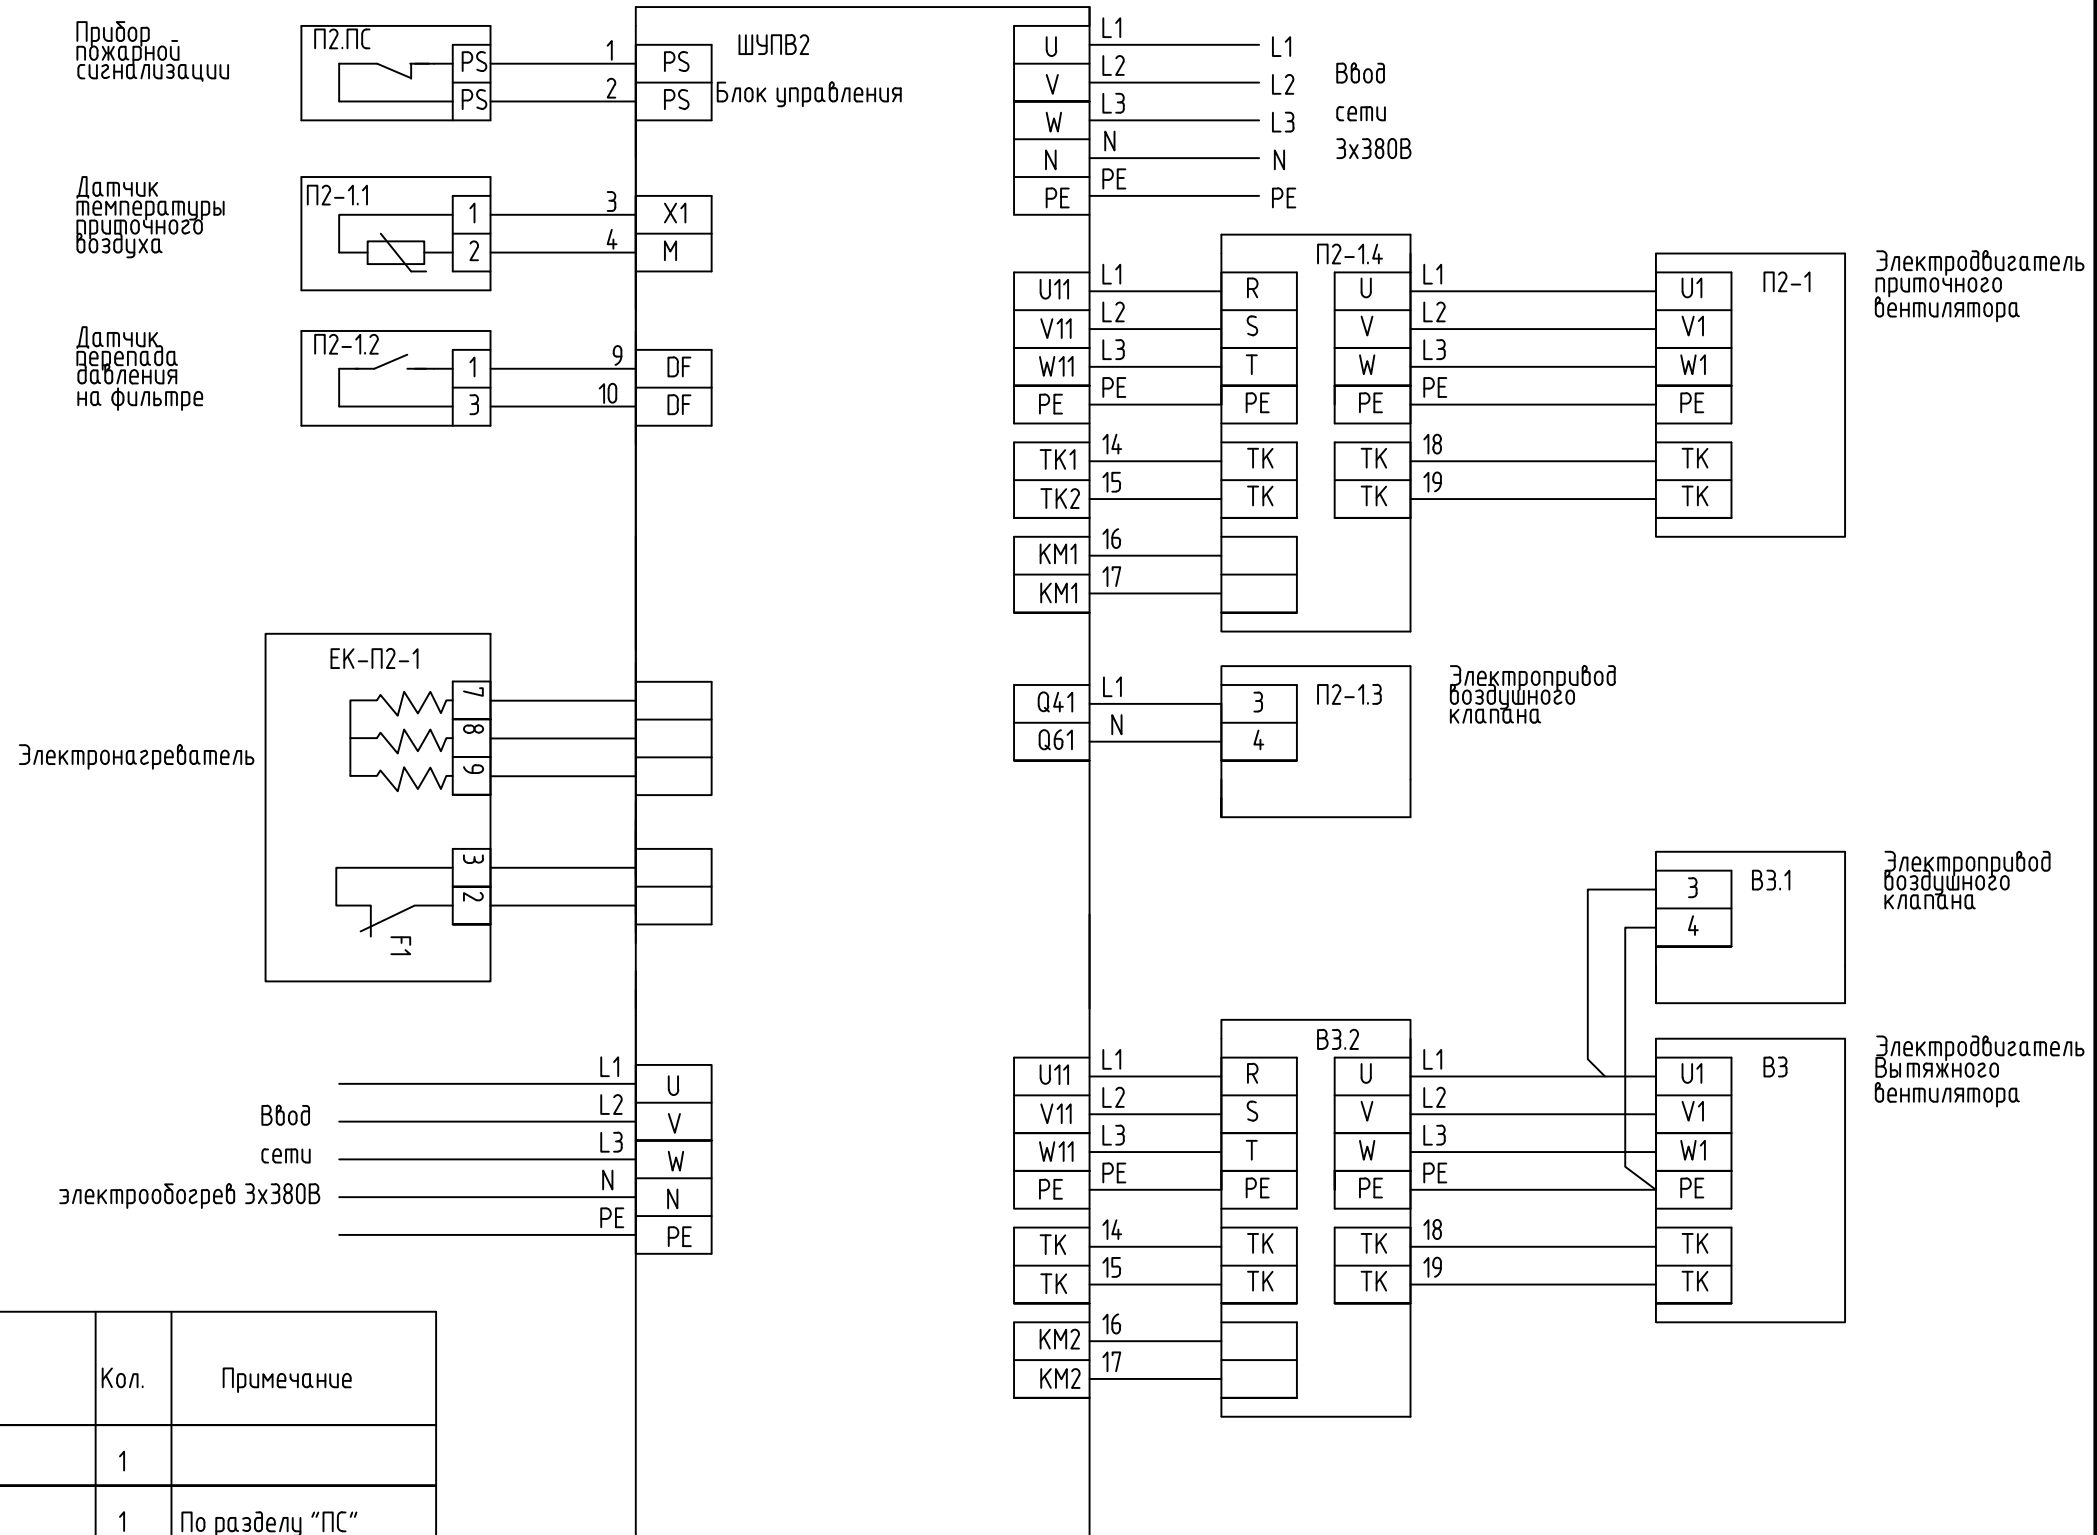 Прибор
пожарной
сигнализации
П2.ПС
PS
PS
1
2
PS
PS
ШУПВ2
Блок управления
Датчик
температуры
приточного
воздуха
П2-1.1
1
2
3
4
X1
M
Датчик
перепада
давления
на фильтре
П2-1.2
1
3
9
10
DF
DF
Электронагреватель
ЕК-П2-1
7
8
9
3
2
F1
Ввод
сети
электрообогрев 3х380В
L1
L2
L3
N
PE
U
V
W
N
PE
U
V
W
N
PE
L1
L2
L3
N
PE
L1
L2
L3
N
PE
Ввод
сети
3х380В
U11
V11
W11
PE
TK1
TK2
KM1
KM1
L1
L2
L3
PE
14
15
16
17
П2-1.4
R
S
T
PE
TK
TK
U
V
W
PE
TK
TK
L1
L2
L3
PE
18
19
U1
V1
W1
PE
TK
TK
П2-1
Электродвигатель
приточного
вентилятора
Q41
Q61
L1
N
3
4
П2-1.3
Электропривод
воздушного
клапана
3
4
В3.1
Электропривод
воздушного
клапана
U11
V11
W11
PE
TK
TK
KM2
KM2
L1
L2
L3
PE
14
15
16
17
В3.2
R
S
T
PE
TK
TK
U
V
W
PE
TK
TK
L1
L2
L3
PE
18
19
U1
V1
W1
PE
TK
TK
В3
Электродвигатель
Вытяжного
вентилятора
Кол.
Примечание
1
1
По разделу "ПС"